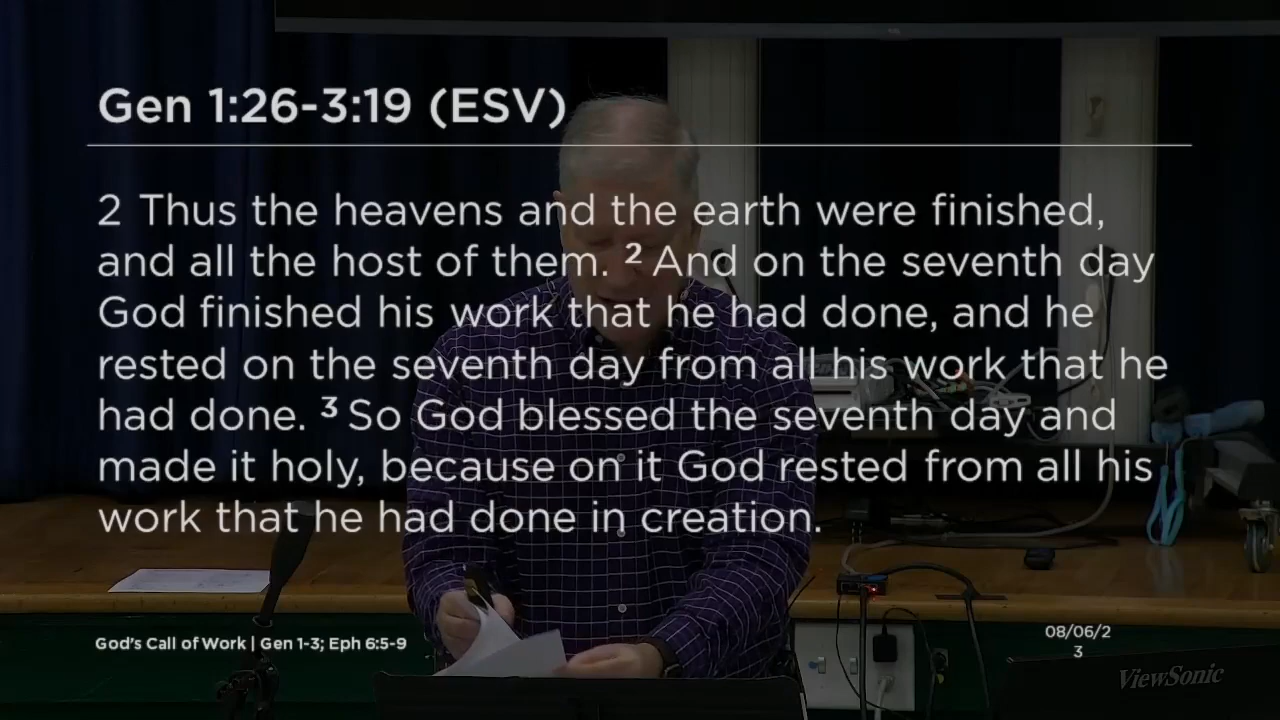 Gen 1:26-3:19 (ESV)
2 Thus the heavens and the earth were finished,
and all the host of them. ² And on the seventh day
God finished his work that he had done, and he
rested on the seventh day from all his work that he
had done. ³ So God blessed the seventh day and
made it holy, because on it God rested from all his
work that he had done in creation.
God's Call of Work | Gen 1-3; Eph 6:5-9
08/06/2
3
ViewSonic